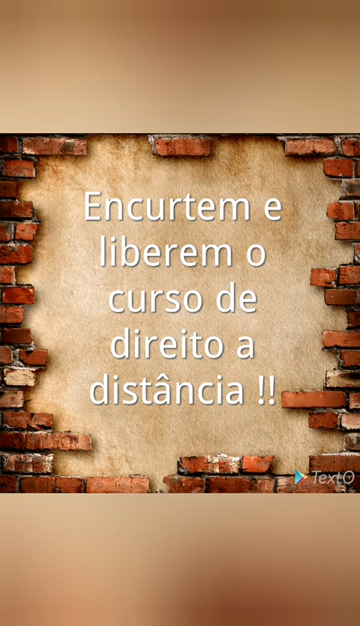 Encurtem e
liberem o
curso de
direito a
distância !!
TextO